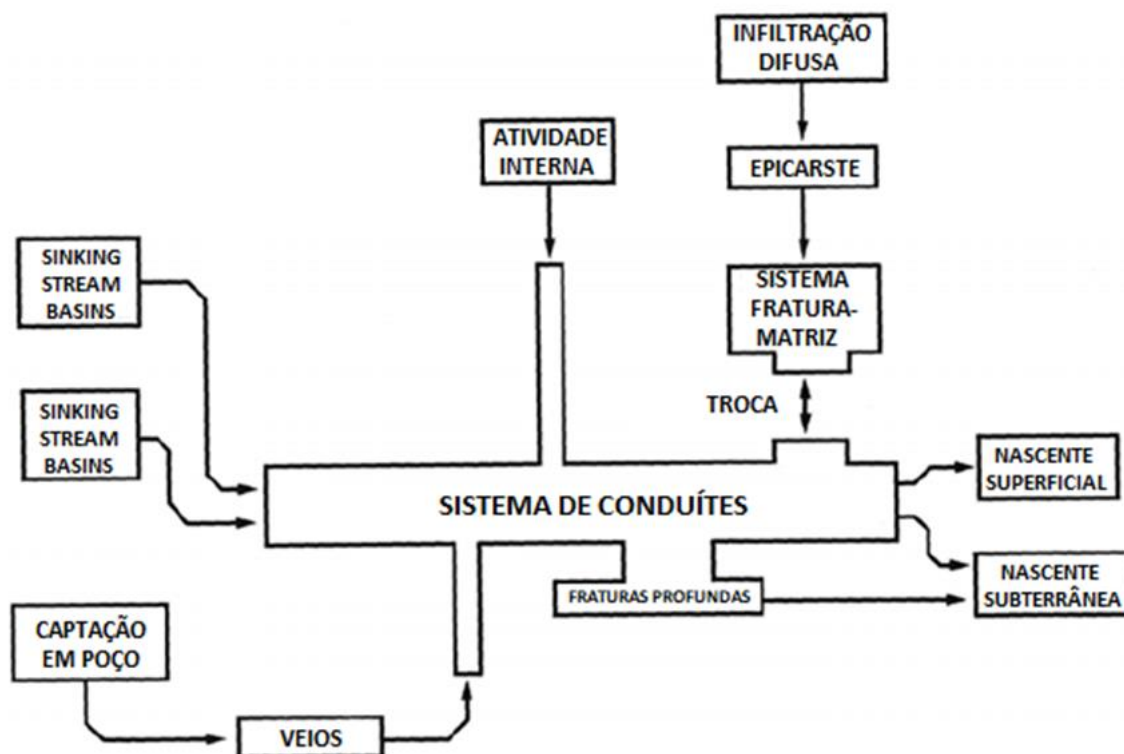 INFILTRAÇÃO
DIFUSA
ATIVIDADE
INTERNA
EPICARSTE
SINKING
STREAM
BASINS
SISTEMA
FRATURA-
MATRIZ
TROCA
SINKING
STREAM
BASINS
SISTEMA DE CONDUÍTES
NASCENTE
SUPERFICIAL
FRATURAS PROFUNDAS
NASCENTE
SUBTERRÂNEA
CAPTAÇÃO
EM POÇO
VEIOS